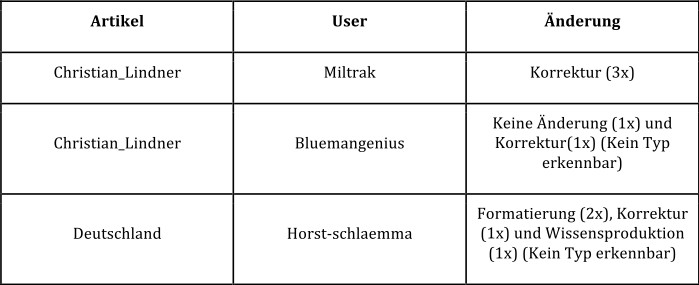 Artikel User Änderung
Christian_Lindner Miltrak Korrektur (3x)
Christian_Lindner Bluemangenius Keine Änderung (1x) und
Korrektur(1x) (Kein Typ
erkennbar)
Deutschland Horst-schlaemma Formatierung (2x), Korrektur
(1x) und Wissensproduktion
(1x) (Kein Typ erkennbar)